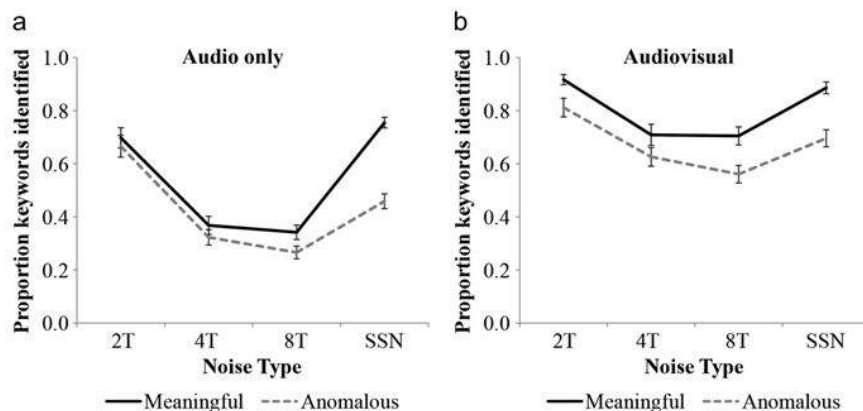 a
Audio only
Proportion keywords identified
1.0
0.8
0.6
0.4
0.2
0.0
2T 4T 8T SSN
Noise Type
Meaningful Anomalous
b
Audiovisual
Proportion keywords identified
1.0
0.8
0.6
0.4
0.2
0.0
2T 4T 8T SSN
Noise Type
Meaningful Anomalous